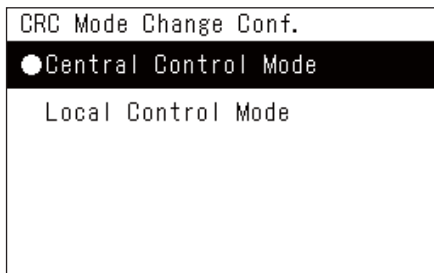 CRC Mode Change Conf.
●Central Control Mode
Local Control Mode